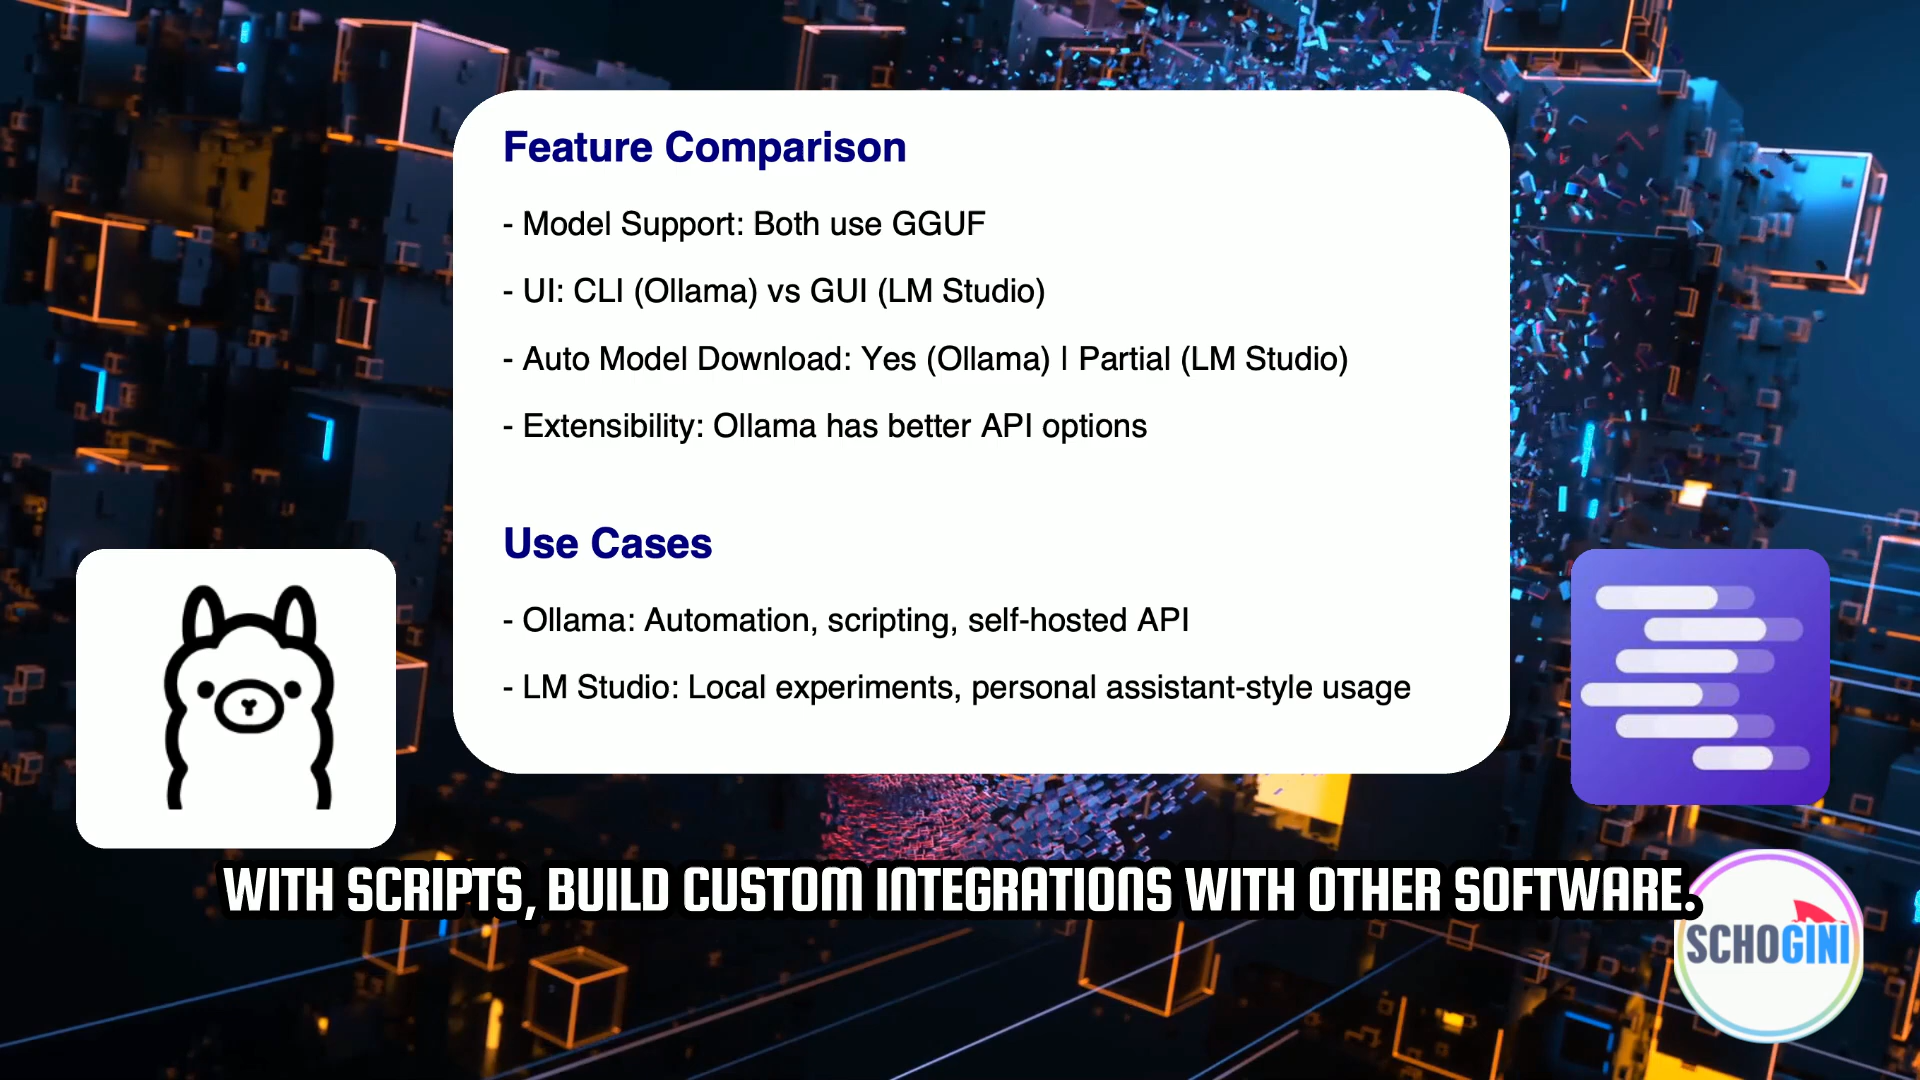 Feature Comparison
- Model Support: Both use GGUF
- UI: CLI (Ollama) vs GUI (LM Studio)
- Auto Model Download: Yes (Ollama) | Partial (LM Studio)
- Extensibility: Ollama has better API options
Use Cases
- Ollama: Automation, scripting, self-hosted API
- LM Studio: Local experiments, personal assistant-style usage
WITH SCRIPTS, BUILD CUSTOM INTEGRATIONS WITH OTHER SOFTWARE.
SCHOGINI